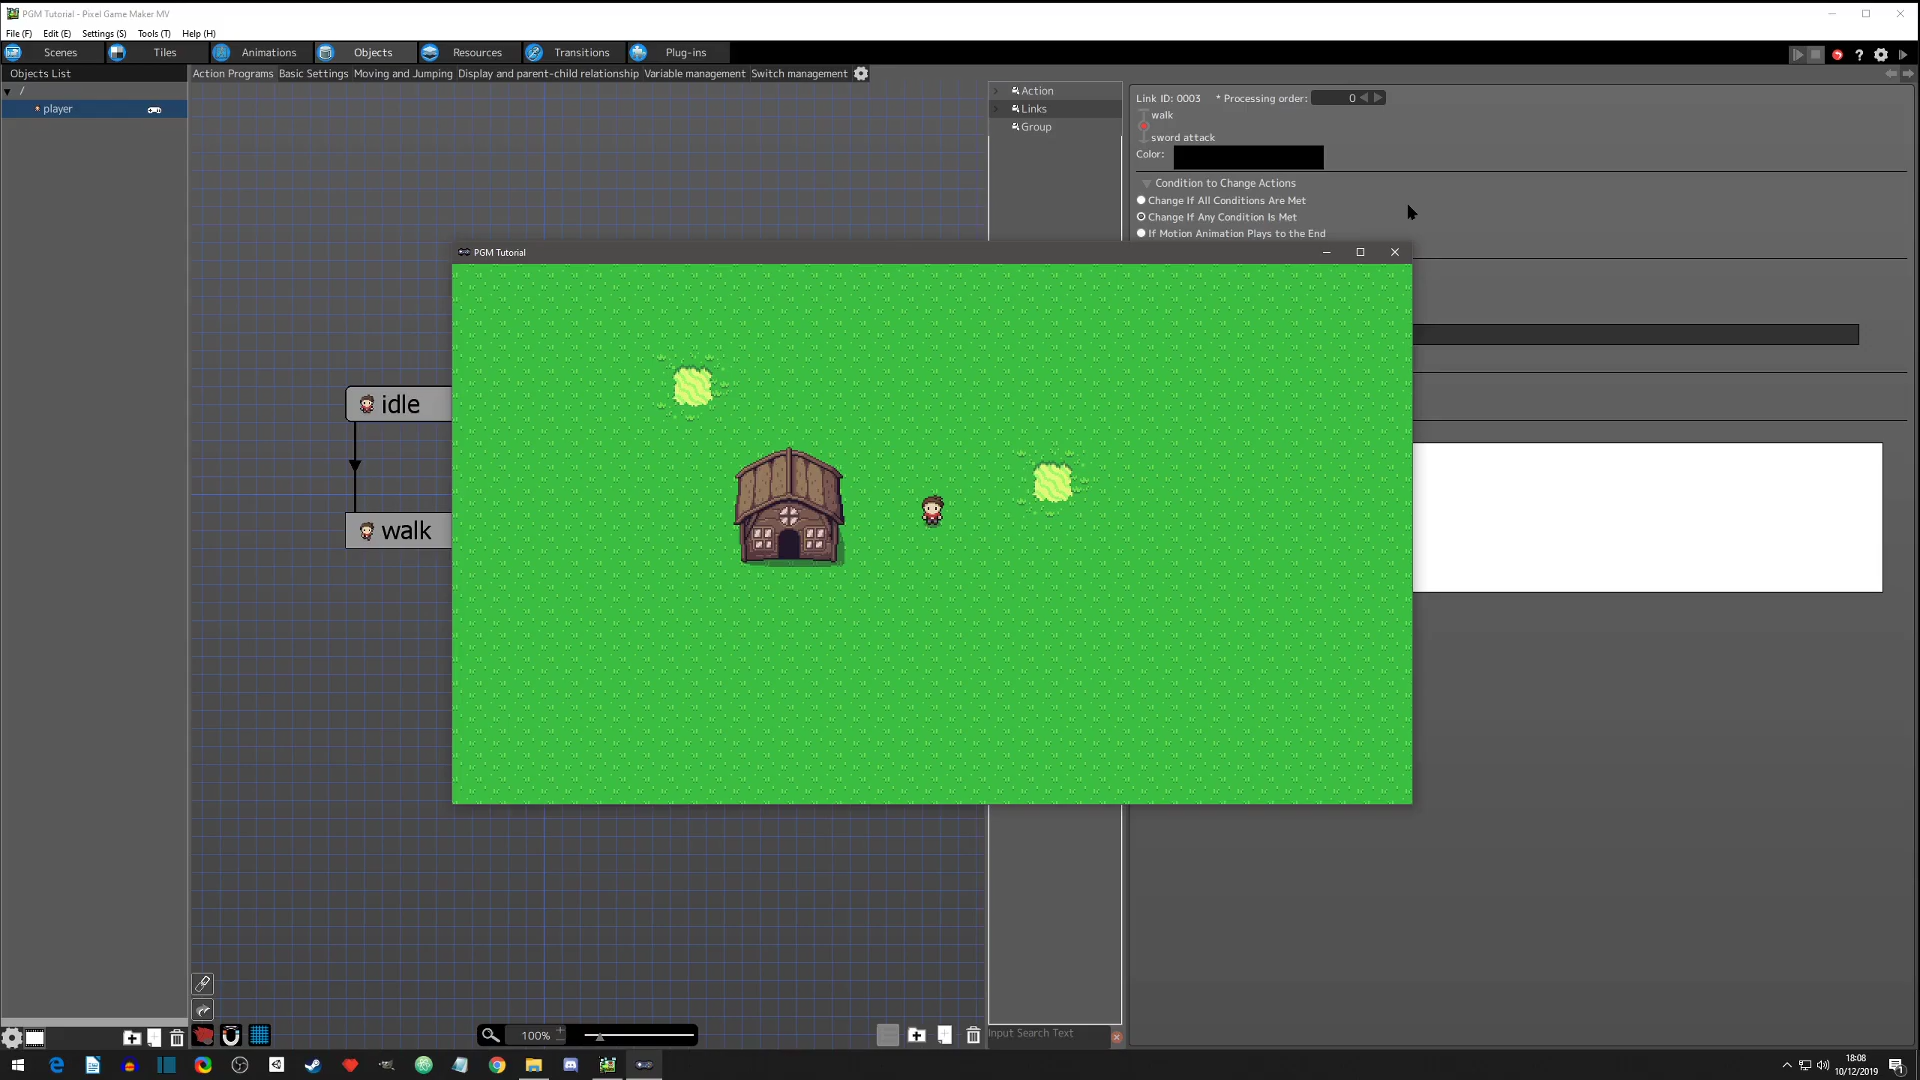 PGM Tutorial - Pixel Game Maker MV
File (F) Edit (E) Settings (S) Tools (T) Help (H)
Scenes Tiles Animations Objects Resources Transitions Plug-ins
Objects List
Action Programs Basic Settings Moving and Jumping Display and parent-child relationship Variable management Switch management
/
player
Action
Links
Group
Link ID: 0003 * Processing order: 0
walk
sword attack
Color:
Condition to Change Actions
Change If All Conditions Are Met
Change If Any Condition Is Met
If Motion Animation Plays to the End
PGM Tutorial
idle
walk
100%
Input Search Text
18:08
10/12/2019